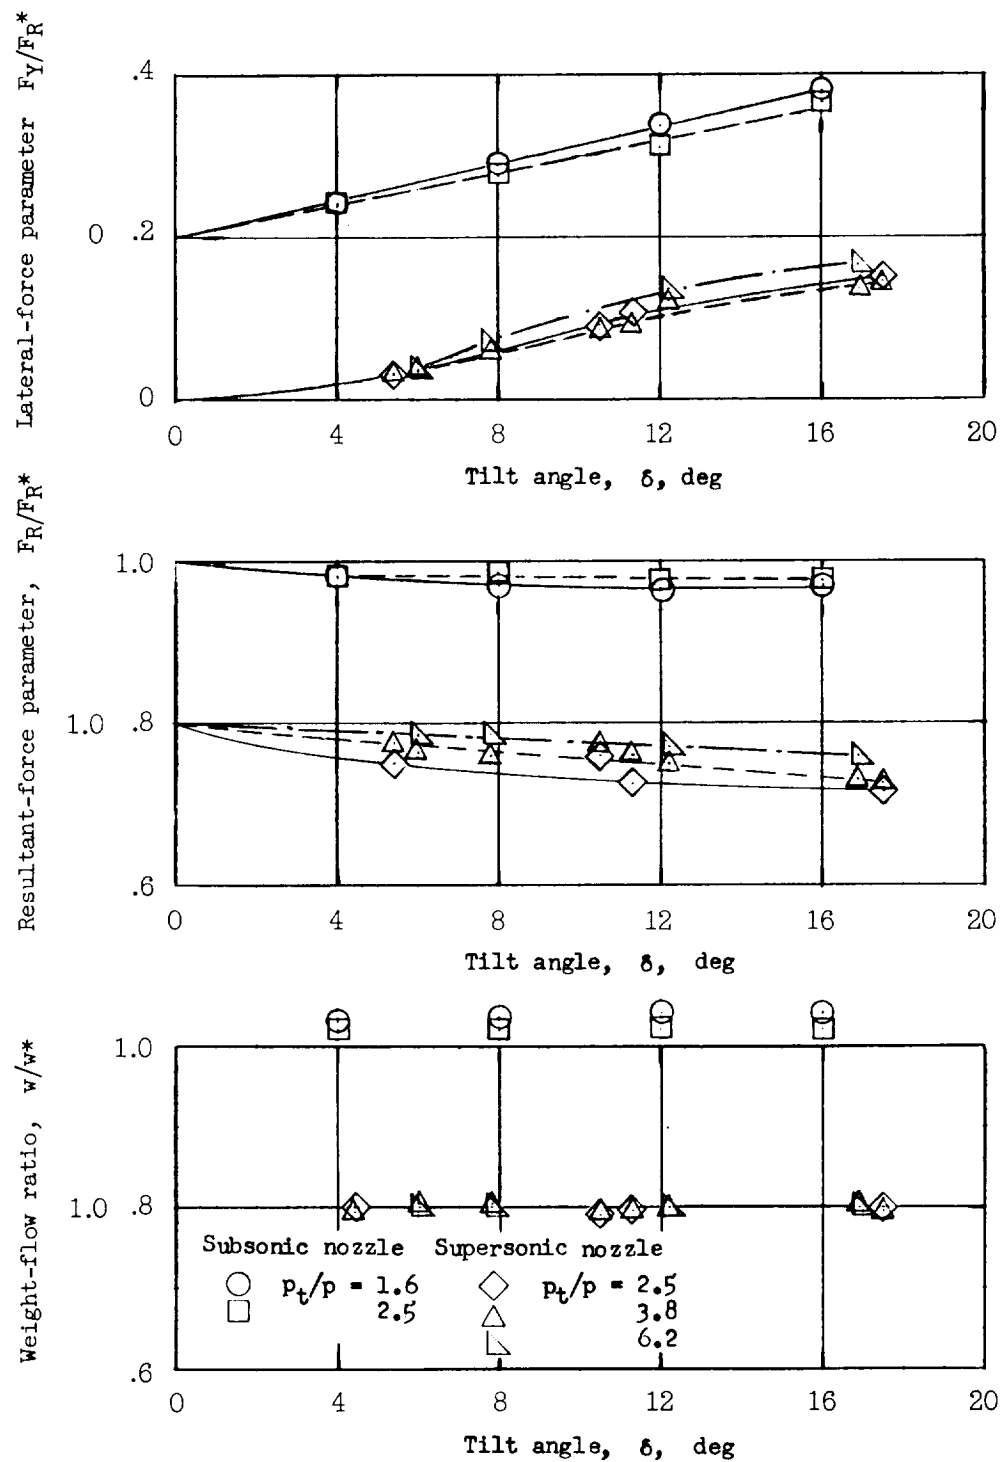 Lateral-force parameter F_Y/F_R*
.4
0 .2
0
0 4 8 12 16 20
Tilt angle, δ, deg
Resultant-force parameter, F_R/F_R*
1.0
1.0 .8
.6
0 4 8 12 16 20
Tilt angle, δ, deg
Weight-flow ratio, w/w*
1.0
1.0 .8
.6
Subsonic nozzle Supersonic nozzle
p_t/p = 1.6 p_t/p = 2.5
2.5 3.8
6.2
0 4 8 12 16 20
Tilt angle, δ, deg